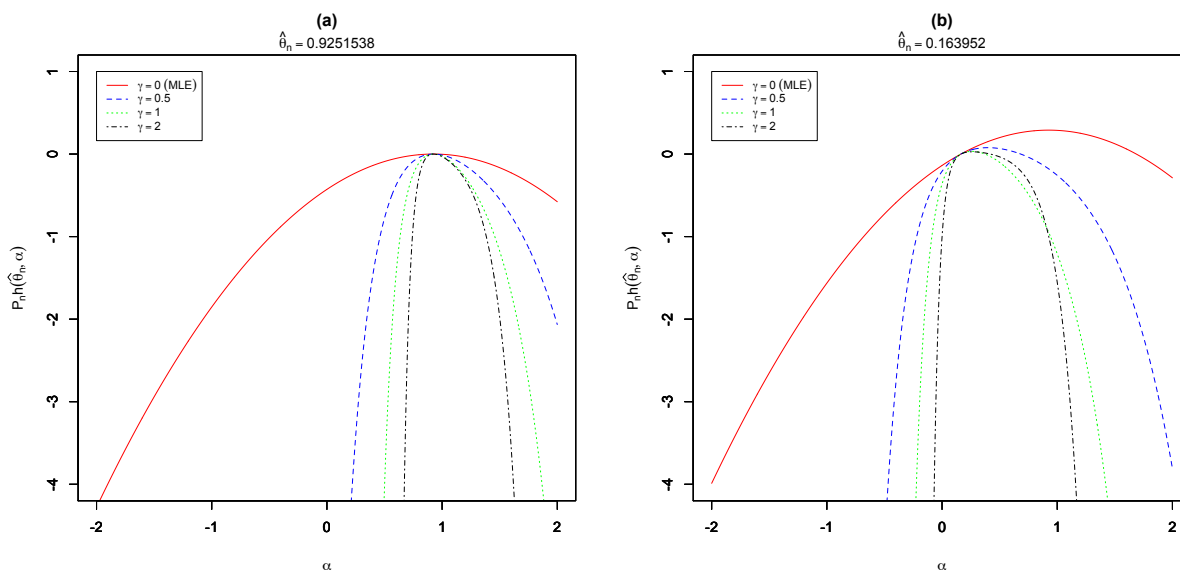 (a)
θ̂n = 0.9251538
γ = 0 (MLE)
γ = 0.5
γ = 1
γ = 2
1
0
-1
-2
-3
-4
Pnh(θ̂n, α)
-2 -1 0 1 2
α
(b)
θ̂n = 0.163952
γ = 0 (MLE)
γ = 0.5
γ = 1
γ = 2
1
0
-1
-2
-3
-4
Pnh(θ̂n, α)
-2 -1 0 1 2
α